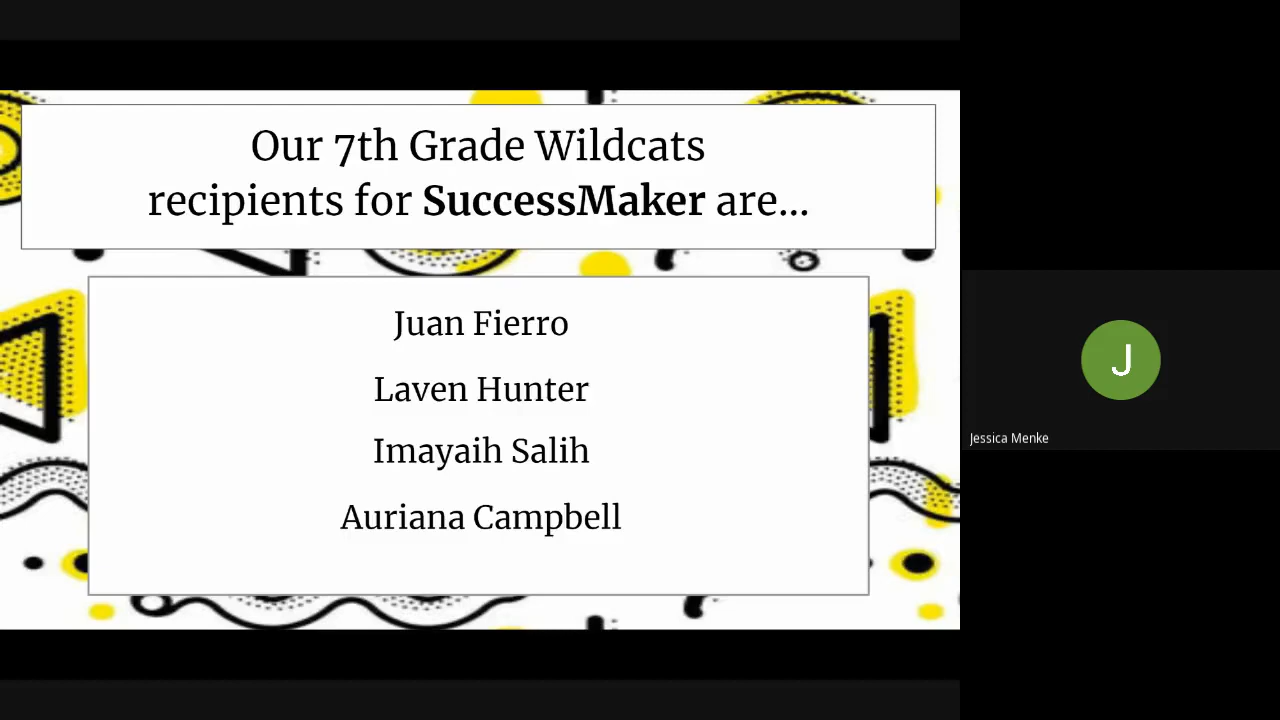 Our 7th Grade Wildcats
recipients for SuccessMaker are...
Juan Fierro
Laven Hunter
Imayaih Salih
Auriana Campbell
J
Jessica Menke